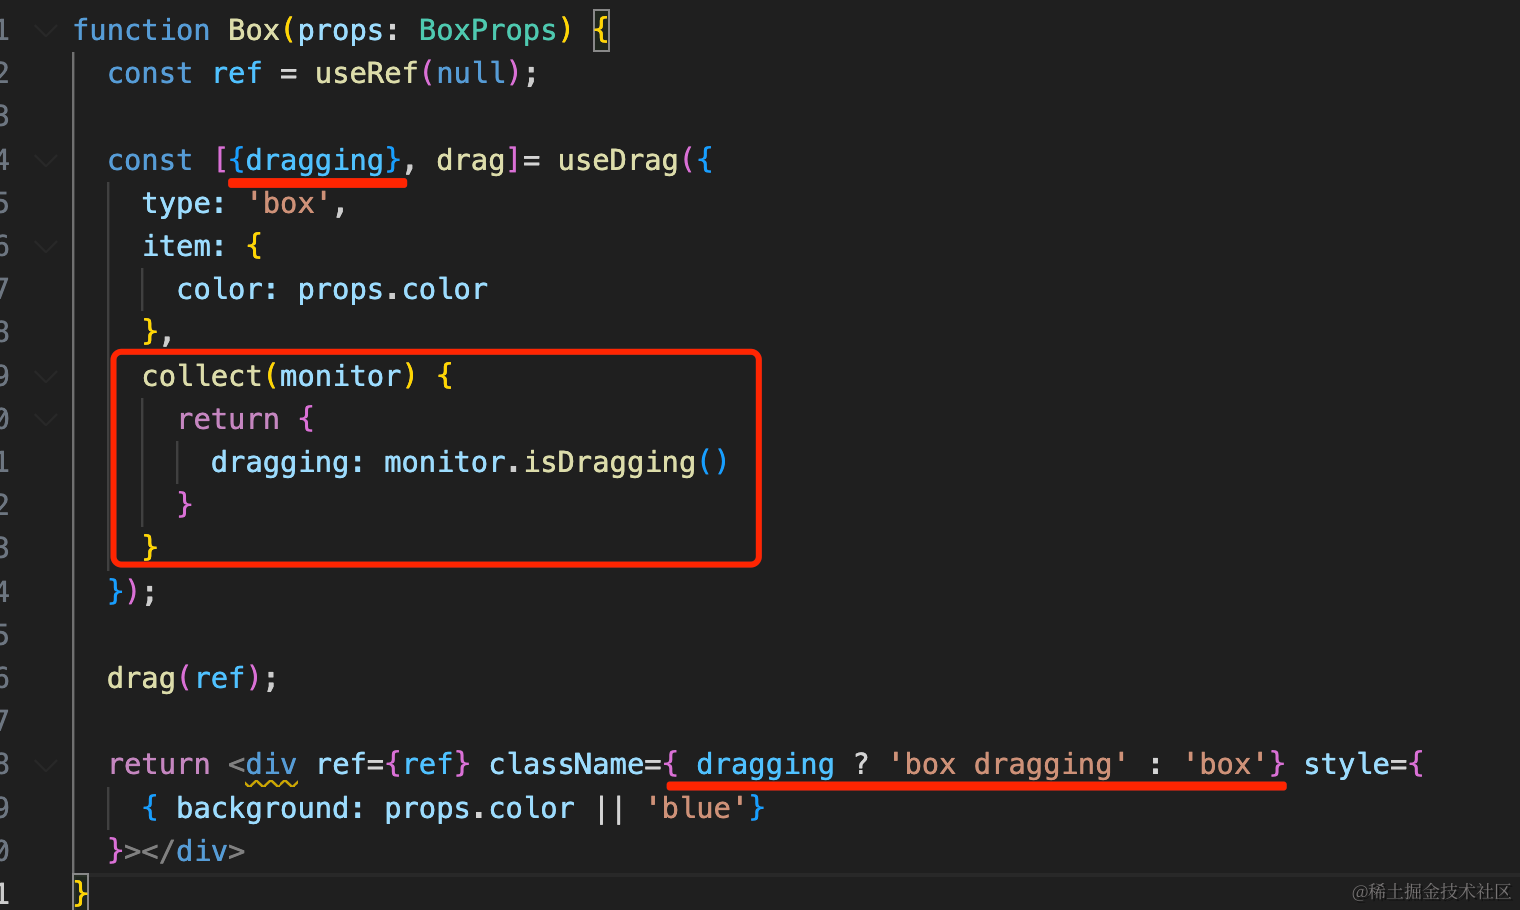 1 function Box(props: BoxProps) {
2   const ref = useRef(null);
3
4   const [{dragging}, drag]= useDrag({
5     type: 'box',
6     item: {
7       color: props.color
8     },
9     collect(monitor) {
0       return {
1         dragging: monitor.isDragging()
2       }
3     }
4   });
5
6   drag(ref);
7
8   return <div ref={ref} className={ dragging ? 'box dragging' : 'box'} style={
9     { background: props.color || 'blue'}
0   }></div>
1 }
@稀土掘金技术社区